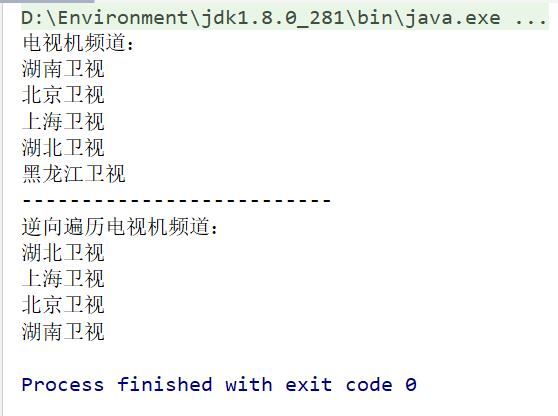 D:\Environment\jdk1.8.0_281\bin\java.exe ...
电视机频道：
湖南卫视
北京卫视
上海卫视
湖北卫视
黑龙江卫视
--------------------------
逆向遍历电视机频道：
湖北卫视
上海卫视
北京卫视
湖南卫视
Process finished with exit code 0